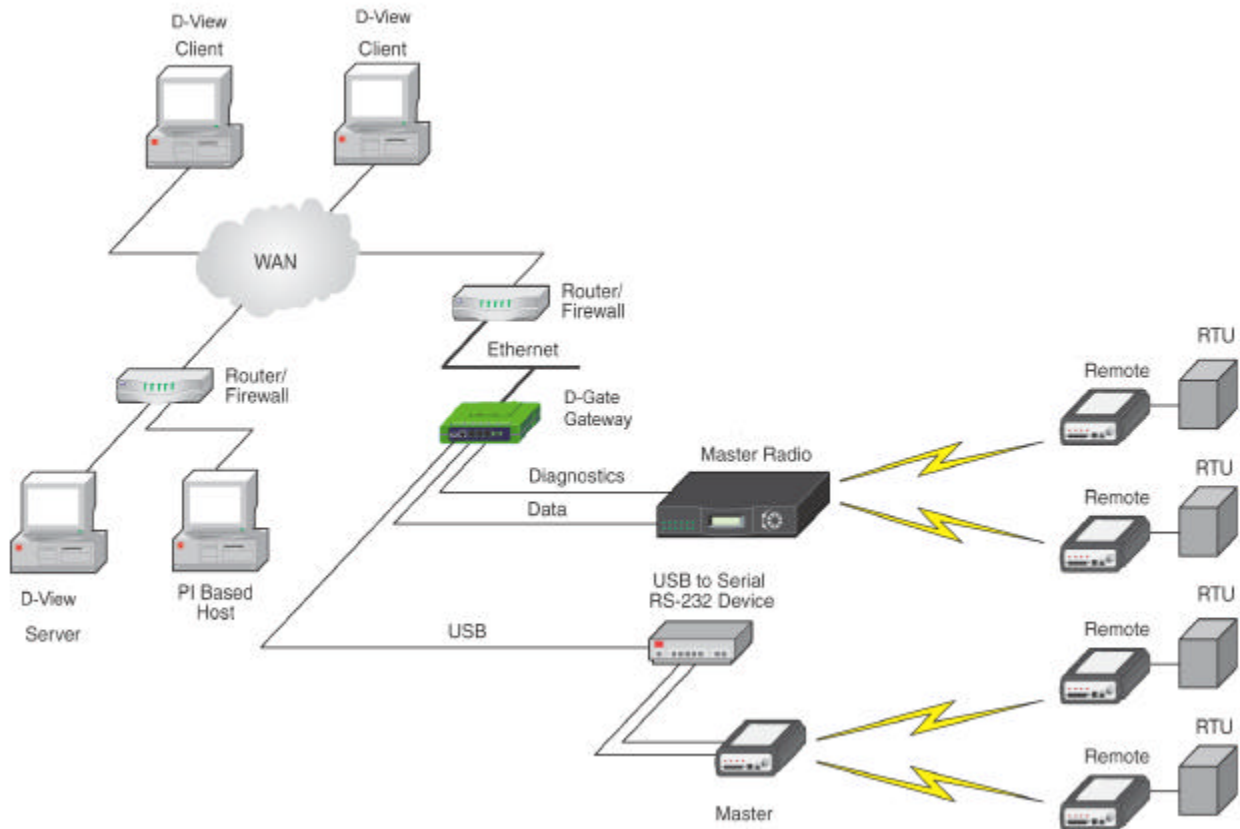 D-View
Client
D-View
Client
WAN
Router/
Firewall
Ethernet
Router/
Firewall
D-Gate
Gateway
RTU
Remote
Master Radio
Diagnostics
Data
RTU
Remote
D-View
Server
PI Based
Host
USB to Serial
RS-232 Device
USB
RTU
Remote
RTU
Remote
Master